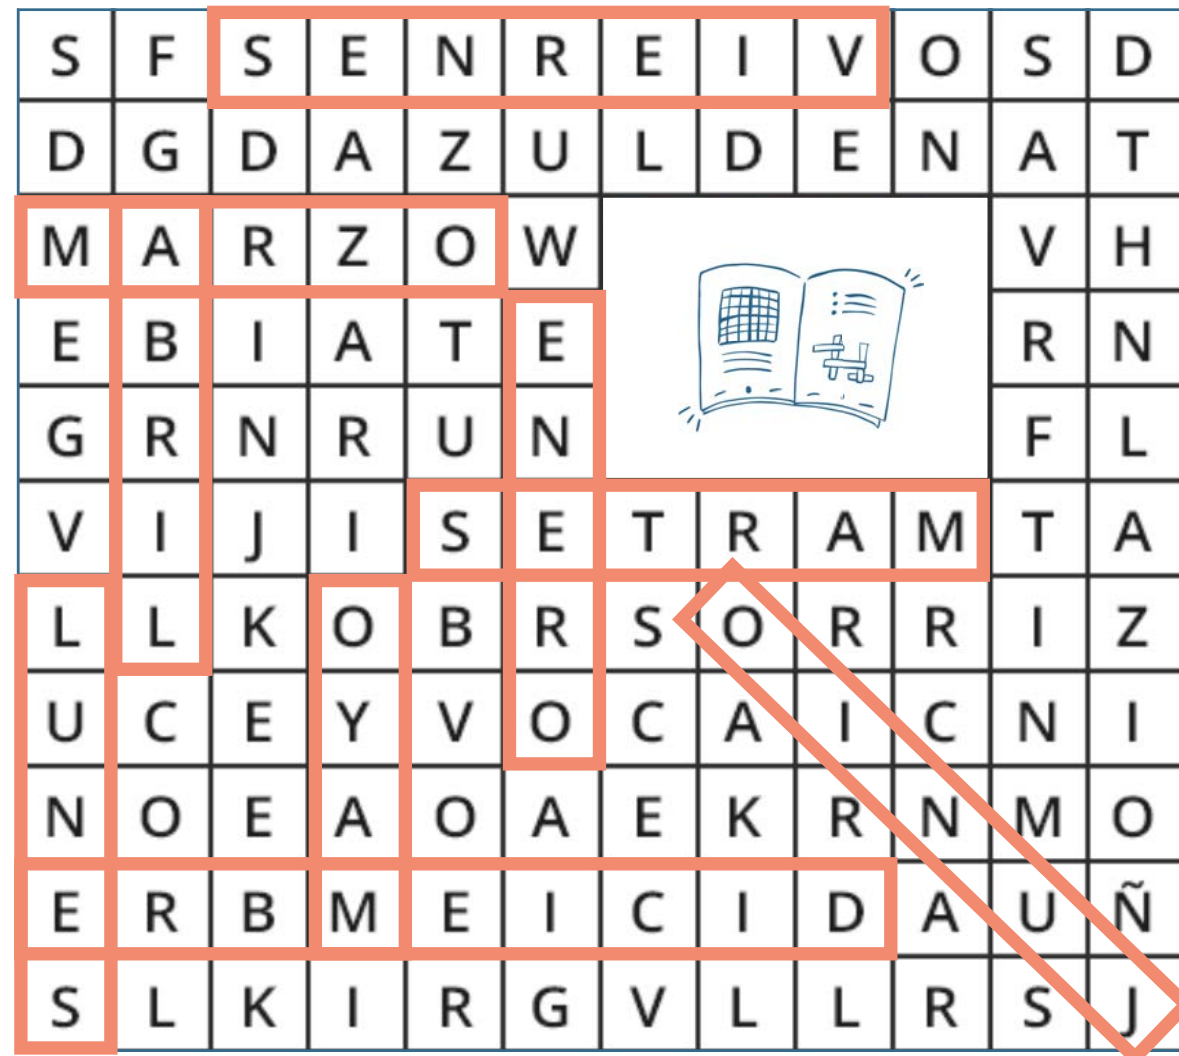 S F S E N R E I V O S D
D G D A Z U L D E N A T
M A R Z O W V H
E B I A T E R N
G R N R U N F L
V I J I S E T R A M T A
L L K O B R S O R R I Z
U C E Y V O C A I C N I
N O E A O A E K R N M O
E R B M E I C I D A U Ñ
S L K I R G V L L R S J